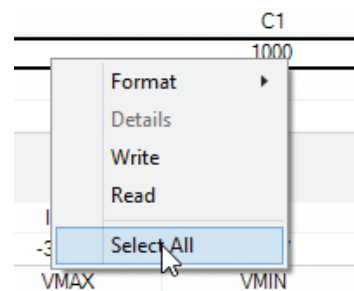 C1
1000
Format
Details
Write
Read
Select All
VMAX VMIN